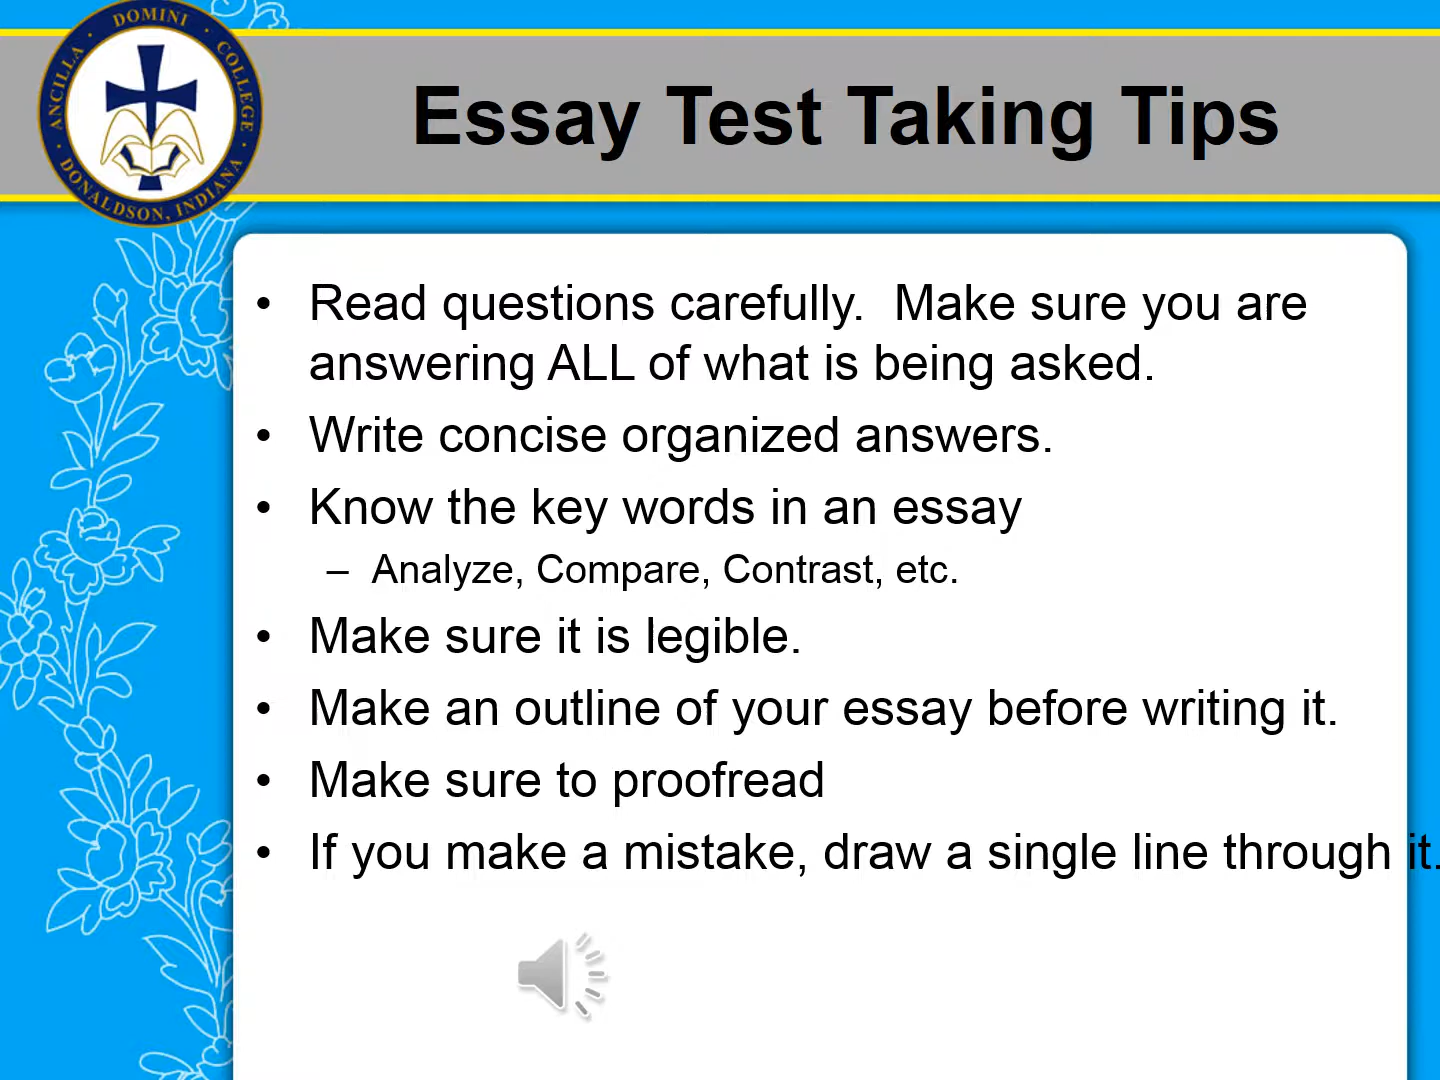 ANCILLA · DOMINI · COLLEGE · DONALDSON, INDIANA ·
Essay Test Taking Tips
• Read questions carefully.  Make sure you are
answering ALL of what is being asked.
• Write concise organized answers.
• Know the key words in an essay
– Analyze, Compare, Contrast, etc.
• Make sure it is legible.
• Make an outline of your essay before writing it.
• Make sure to proofread
• If you make a mistake, draw a single line through it.